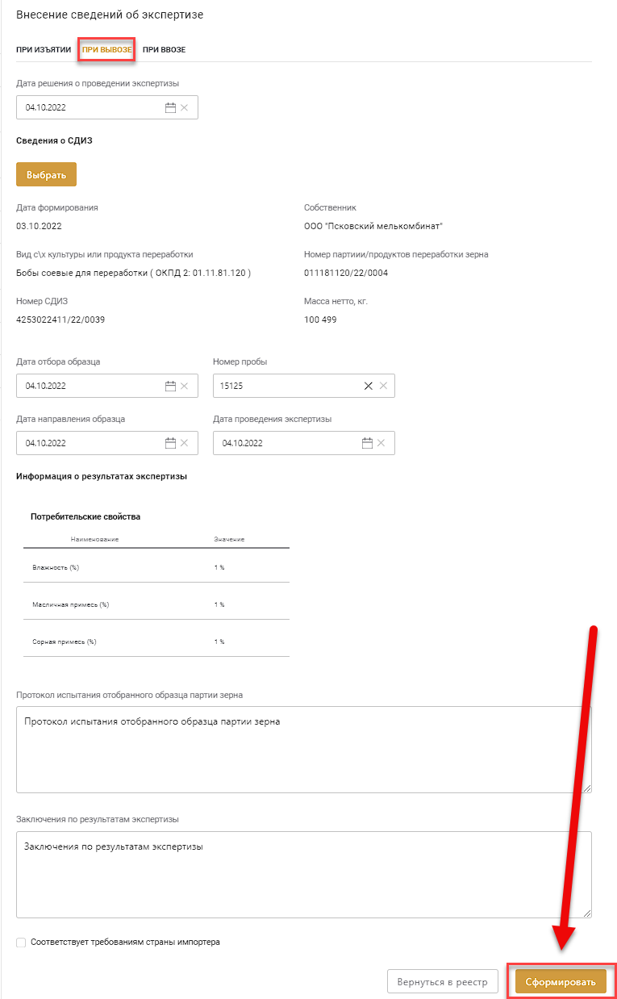 Внесение сведений об экспертизе
ПРИ ИЗЪЯТИИ ПРИ ВЫВОЗЕ ПРИ ВВОЗЕ
Дата решения о проведении экспертизы
04.10.2022
Сведения о СДИЗ
Выбрать
Дата формирования Собственник
03.10.2022 ООО "Псковский мелькомбинат"
Вид с\х культуры или продукта переработки Номер партиии/продуктов переработки зерна
Бобы соевые для переработки ( ОКПД 2: 01.11.81.120 ) 011181120/22/0004
Номер СДИЗ Масса нетто, кг.
4253022411/22/0039 100 499
Дата отбора образца Номер пробы
04.10.2022 15125
Дата направления образца Дата проведения экспертизы
04.10.2022 04.10.2022
Информация о результатах экспертизы
Потребительские свойства
Наименование Значение
Влажность (%) 1 %
Масличная примесь (%) 1 %
Сорная примесь (%) 1 %
Протокол испытания отобранного образца партии зерна
Протокол испытания отобранного образца партии зерна
Заключения по результатам экспертизы
Заключения по результатам экспертизы
Соответствует требованиям страны импортера
Вернуться в реестр Сформировать